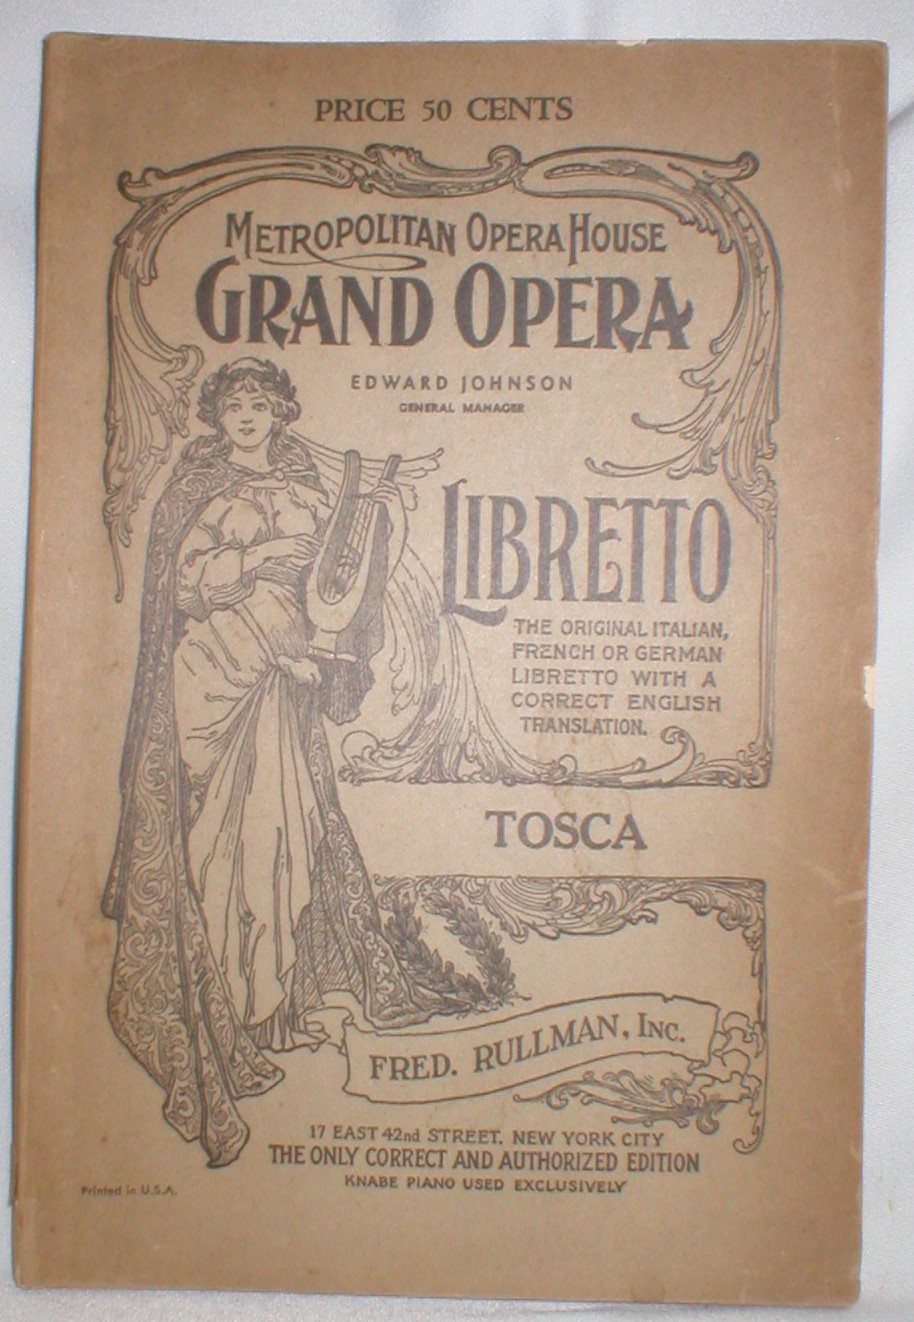 PRICE 50 CENTS
METROPOLITAN OPERA HOUSE
GRAND OPERA
EDWARD JOHNSON
GENERAL MANAGER
LIBRETTO
THE ORIGINAL ITALIAN,
FRENCH OR GERMAN
LIBRETTO WITH A
CORRECT ENGLISH
TRANSLATION.
TOSCA
FRED. RULLMAN, INC.
17 EAST 42nd STREET, NEW YORK CITY
THE ONLY CORRECT AND AUTHORIZED EDITION
KNABE PIANO USED EXCLUSIVELY
Printed in U.S.A.